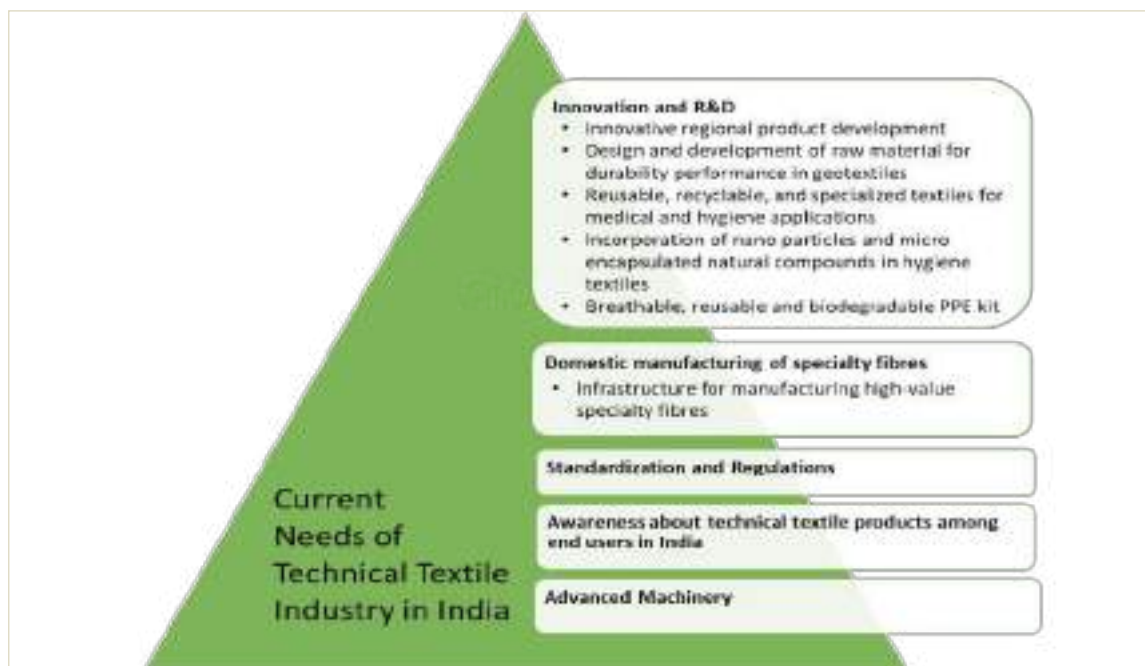 Innovation and R&D
• Innovative regional product development
• Design and development of raw material for
durability performance in geotextiles
• Reusable, recyclable, and specialized textiles for
medical and hygiene applications
• Incorporation of nano particles and micro
encapsulated natural compounds in hygiene
textiles
• Breathable, reusable and biodegradable PPE kit
Domestic manufacturing of specialty fibres
• Infrastructure for manufacturing high-value
specialty fibres
Standardization and Regulations
Awareness about technical textile products among
end users in India
Advanced Machinery
Current
Needs of
Technical Textile
Industry in India